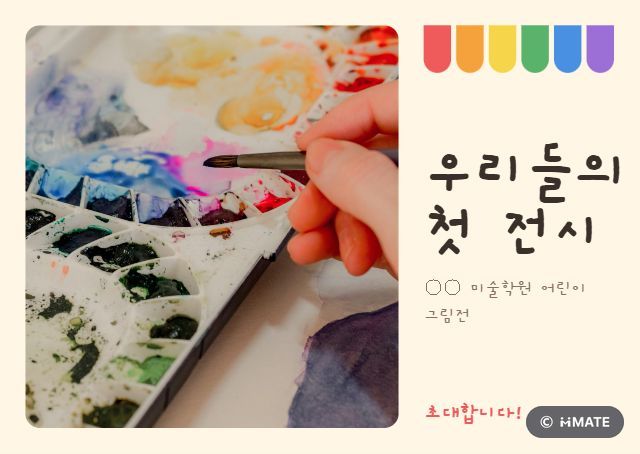 우리들의
첫 전시
○○ 미술학원 어린이
그림전
초대합니다!
© MMATE